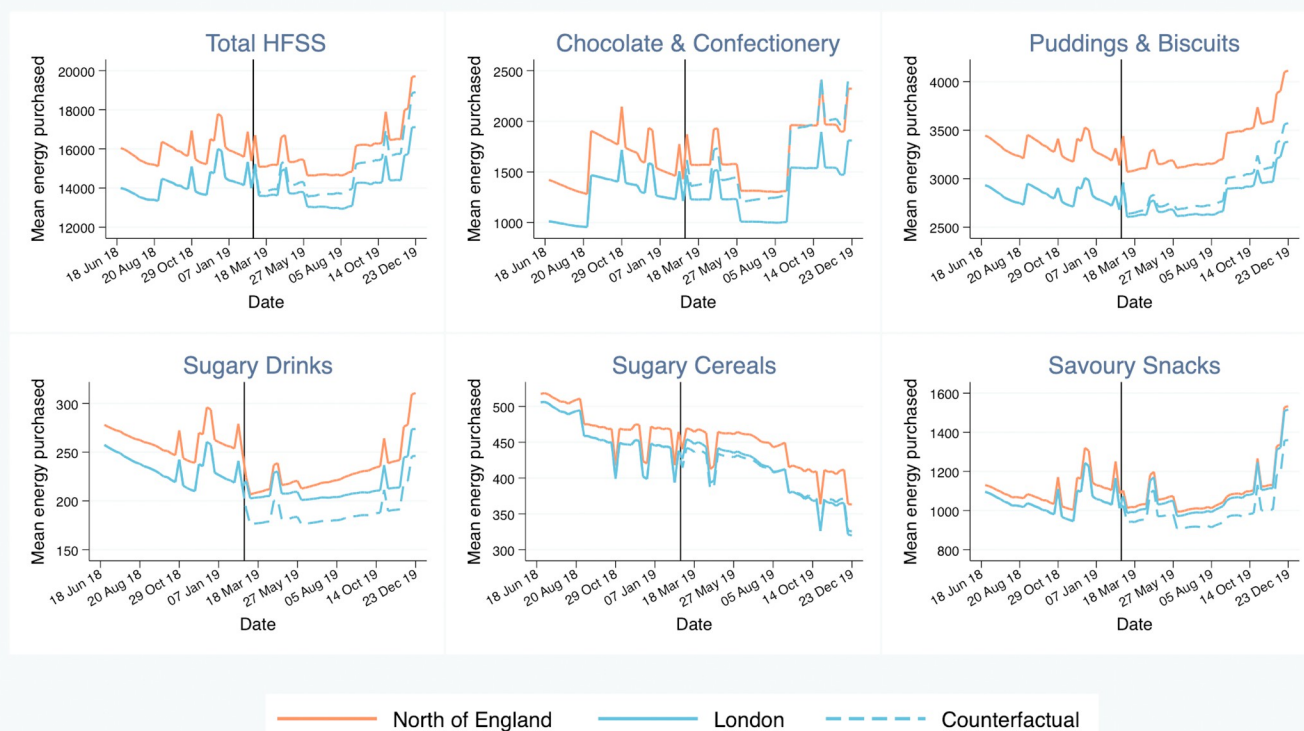 Total HFSS
Mean energy purchased
20000
18000
16000
14000
12000
18 Jun 18
20 Aug 18
29 Oct 18
07 Jan 19
18 Mar 19
27 May 19
05 Aug 19
14 Oct 19
23 Dec 19
Date
Chocolate & Confectionery
Mean energy purchased
2500
2000
1500
1000
18 Jun 18
20 Aug 18
29 Oct 18
07 Jan 19
18 Mar 19
27 May 19
05 Aug 19
14 Oct 19
23 Dec 19
Date
Puddings & Biscuits
Mean energy purchased
4000
3500
3000
2500
18 Jun 18
20 Aug 18
29 Oct 18
07 Jan 19
18 Mar 19
27 May 19
05 Aug 19
14 Oct 19
23 Dec 19
Date
Sugary Drinks
Mean energy purchased
300
250
200
150
18 Jun 18
20 Aug 18
29 Oct 18
07 Jan 19
18 Mar 19
27 May 19
05 Aug 19
14 Oct 19
23 Dec 19
Date
Sugary Cereals
Mean energy purchased
500
450
400
350
300
18 Jun 18
20 Aug 18
29 Oct 18
07 Jan 19
18 Mar 19
27 May 19
05 Aug 19
14 Oct 19
23 Dec 19
Date
Savoury Snacks
Mean energy purchased
1600
1400
1200
1000
800
18 Jun 18
20 Aug 18
29 Oct 18
07 Jan 19
18 Mar 19
27 May 19
05 Aug 19
14 Oct 19
23 Dec 19
Date
North of England
London
Counterfactual